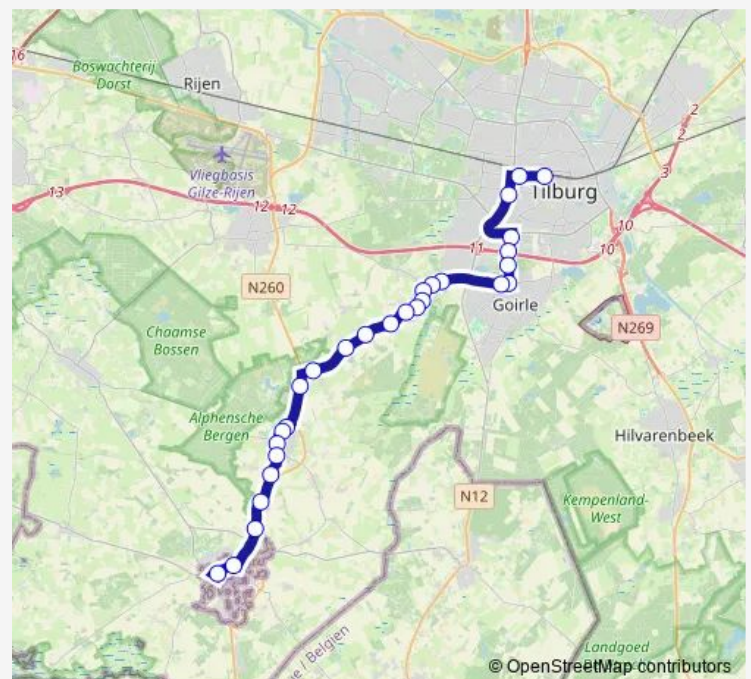 16
Boswachterij
Dorst
Rijen
2
2
3
Vliegbasis
Gilze-Rijen
Tilburg
13
12
12
10
10
11
N260
Goirle
N269
Chaamse
Bossen
Alphensche
Bergen
Hilvarenbeek
N12
Kempenland-
West
/ Belgien
Landgoed
© OpenStreetMap contributors